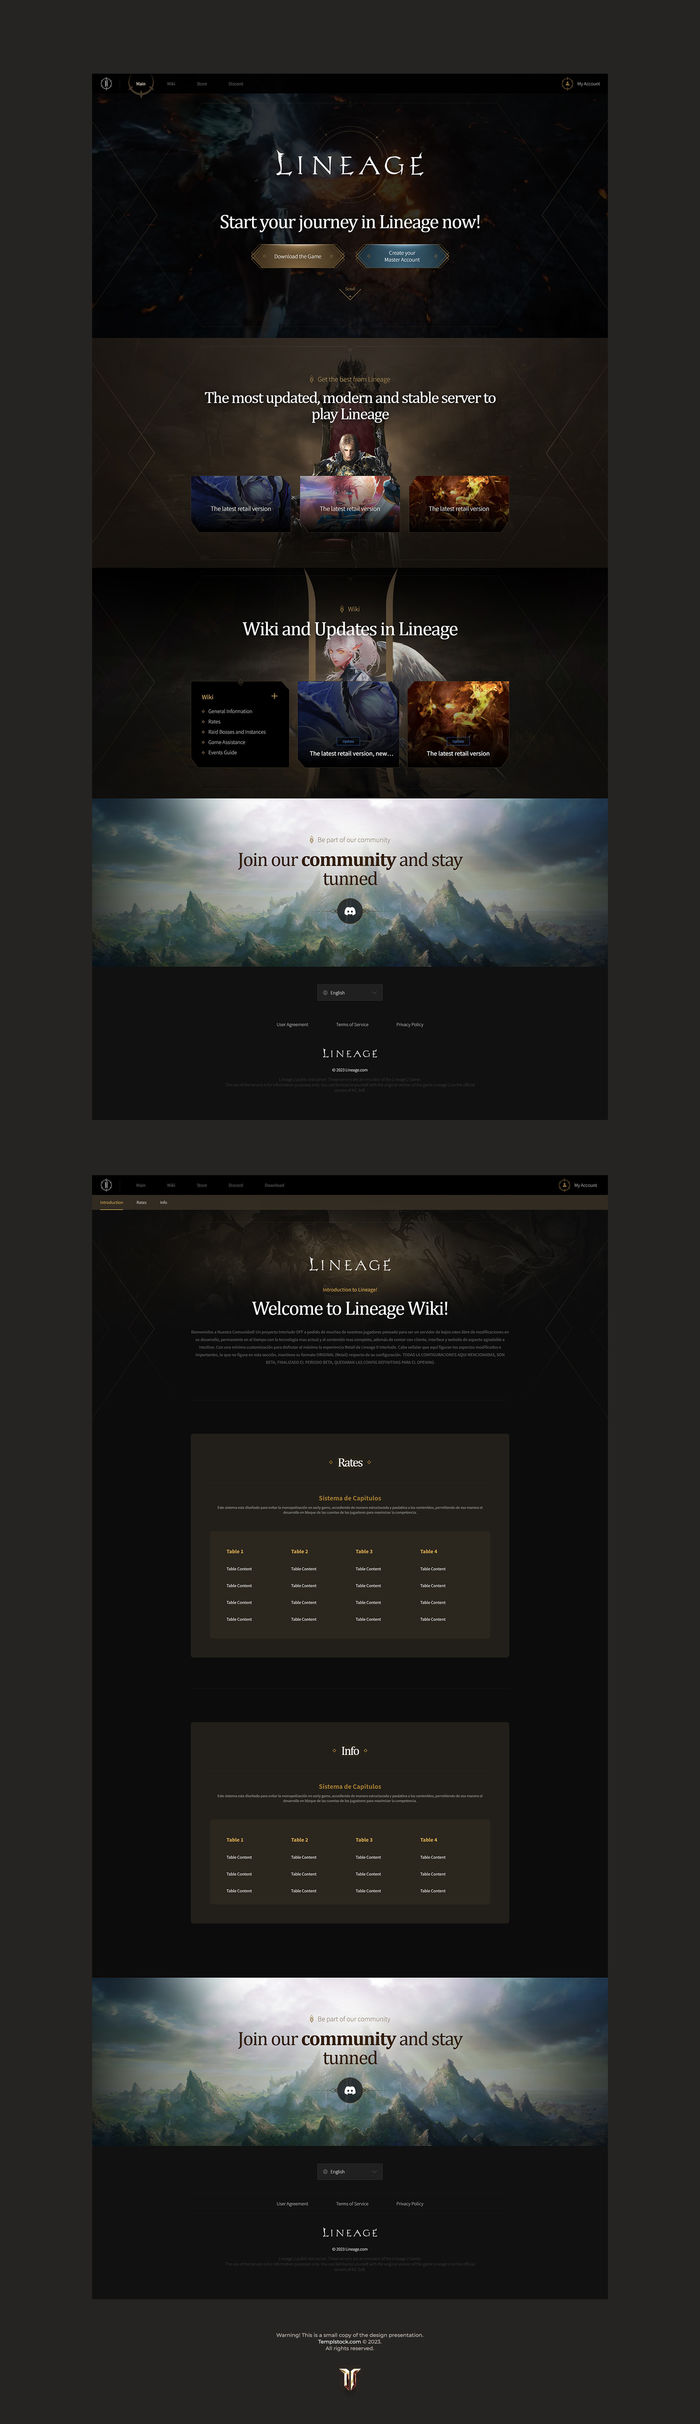 Main
Wiki
Store
Discord
My Account
LINEAGE
Start your journey in Lineage now!
Download the Game
Create your
Master Account
Scroll
Get the best from Lineage
The most updated, modern and stable server to
play Lineage
The latest retail version
The latest retail version
The latest retail version
Wiki
Wiki and Updates in Lineage
Wiki
General Information
Rates
Raid Bosses and Instances
Game Assistance
Events Guide
Update
The latest retail version, new...
Update
The latest retail version
Be part of our community
Join our community and stay
tunned
English
User Agreement
Terms of Service
Privacy Policy
LINEAGE
© 2023 Lineage.com
Main
Wiki
Store
Discord
Download
My Account
Introduction
Rates
Info
LINEAGE
Introduction to Lineage!
Welcome to Lineage Wiki!
Rates
Sistema de Capitulos
Table 1 Table 2 Table 3 Table 4
Table Content Table Content Table Content Table Content
Table Content Table Content Table Content Table Content
Table Content Table Content Table Content Table Content
Table Content Table Content Table Content Table Content
Info
Sistema de Capitulos
Table 1 Table 2 Table 3 Table 4
Table Content Table Content Table Content Table Content
Table Content Table Content Table Content Table Content
Table Content Table Content Table Content Table Content
Be part of our community
Join our community and stay
tunned
English
User Agreement
Terms of Service
Privacy Policy
LINEAGE
© 2023 Lineage.com
Warning! This is a small copy of the design presentation.
Templstock.com © 2023.
All rights reserved.